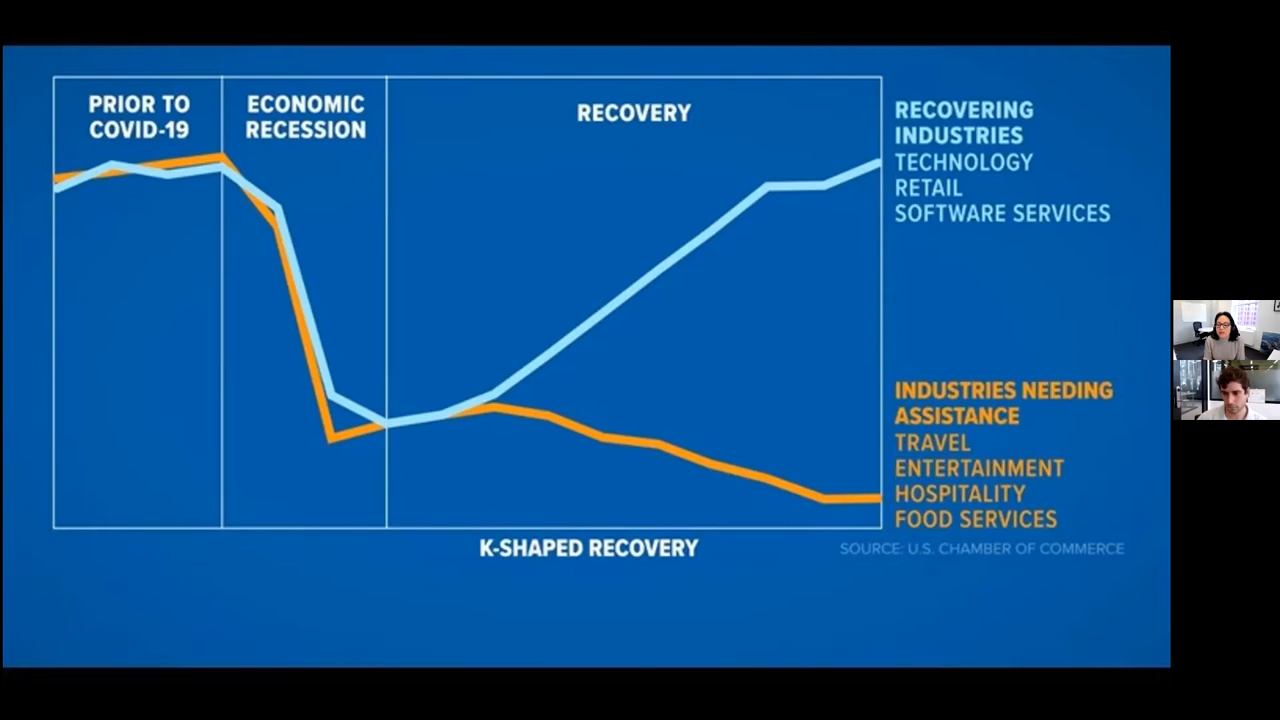 PRIOR TO
COVID-19
ECONOMIC
RECESSION
RECOVERY
RECOVERING
INDUSTRIES
TECHNOLOGY
RETAIL
SOFTWARE SERVICES
INDUSTRIES NEEDING
ASSISTANCE
TRAVEL
ENTERTAINMENT
HOSPITALITY
FOOD SERVICES
K-SHAPED RECOVERY
SOURCE: U.S. CHAMBER OF COMMERCE